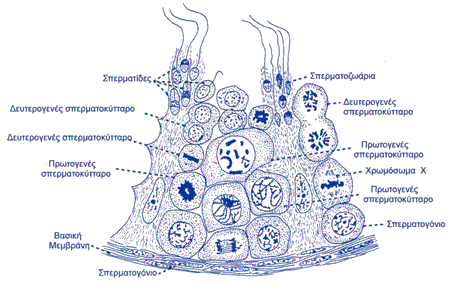 Σπερματίδες
Δευτερογενές σπερματοκύτταρο
Δευτερογενές σπερματοκύτταρο
Πρωτογενές
σπερματοκύτταρο
Βασική
Μεμβράνη
Σπερματογόνιο
Σπερματοζωάρια
Δευτερογενές
σπερματοκύτταρο
Πρωτογενές
σπερματοκύτταρο
Χρωμόσωμα Χ
Πρωτογενές
σπερματοκύτταρο
Σπερματογόνιο